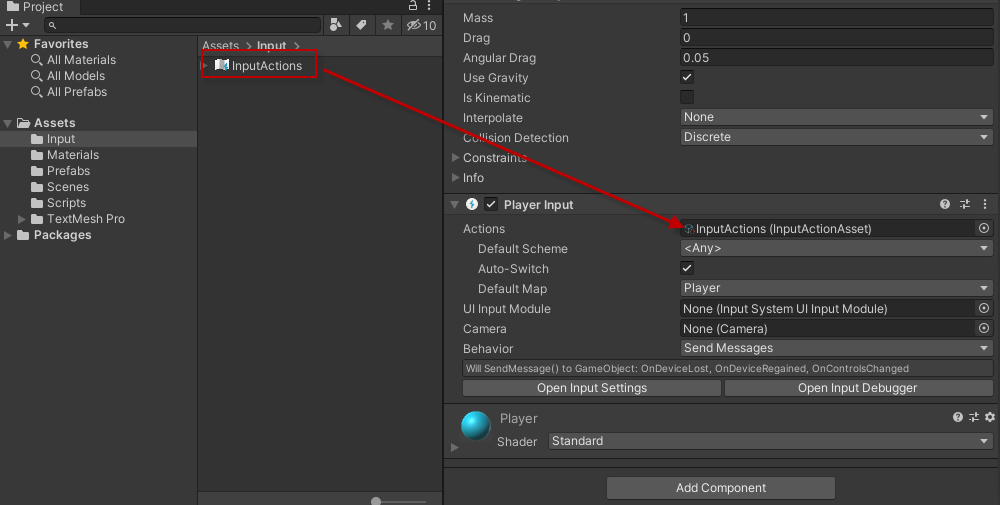 Project
10
Favorites
All Materials
All Models
All Prefabs
Assets
Input
Materials
Prefabs
Scenes
Scripts
TextMesh Pro
Packages
Assets > Input >
InputActions
Mass 1
Drag 0
Angular Drag 0.05
Use Gravity
Is Kinematic
Interpolate None
Collision Detection Discrete
Constraints
Info
Player Input
Actions InputActions (InputActionAsset)
Default Scheme <Any>
Auto-Switch
Default Map Player
UI Input Module None (Input System UI Input Module)
Camera None (Camera)
Behavior Send Messages
Will SendMessage() to GameObject: OnDeviceLost, OnDeviceRegained, OnControlsChanged
Open Input Settings Open Input Debugger
Player
Shader Standard
Add Component